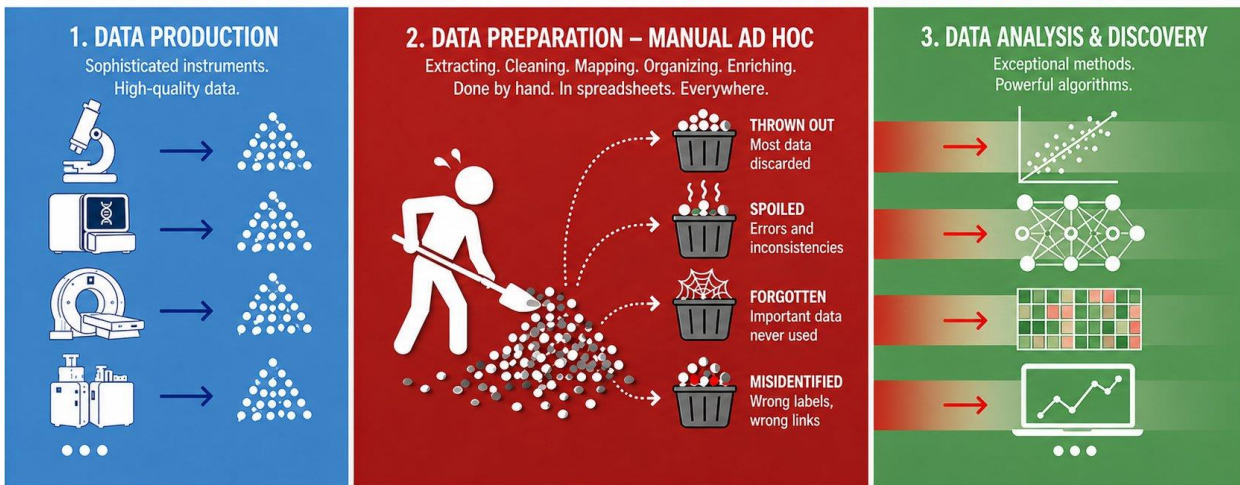 1. DATA PRODUCTION
Sophisticated instruments.
High-quality data.
2. DATA PREPARATION – MANUAL AD HOC
Extracting. Cleaning. Mapping. Organizing. Enriching.
Done by hand. In spreadsheets. Everywhere.
THROWN OUT
Most data
discarded
SPOILED
Errors and
inconsistencies
FORGOTTEN
Important data
never used
MISIDENTIFIED
Wrong labels,
wrong links
3. DATA ANALYSIS & DISCOVERY
Exceptional methods.
Powerful algorithms.